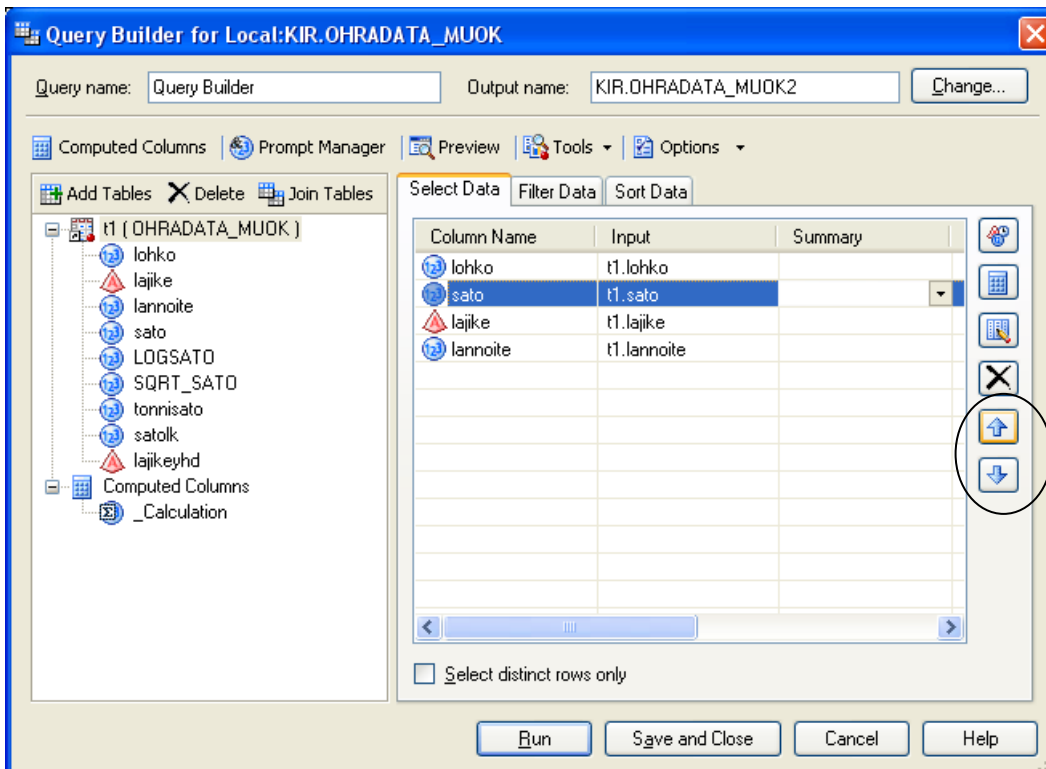 Query Builder for Local:KIR.OHRADATA_MUOK
Query name: Query Builder Output name: KIR.OHRADATA_MUOK2 Change...
Computed Columns Prompt Manager Preview Tools Options
Add Tables Delete Join Tables
t1 ( OHRADATA_MUOK )
lohko
lajike
lannoite
sato
LOGSATO
SQRT_SATO
tonnisato
satolk
lajikeyhd
Computed Columns
_Calculation
Select Data Filter Data Sort Data
Column Name Input Summary
lohko t1.lohko
sato t1.sato
lajike t1.lajike
lannoite t1.lannoite
Select distinct rows only
Run Save and Close Cancel Help